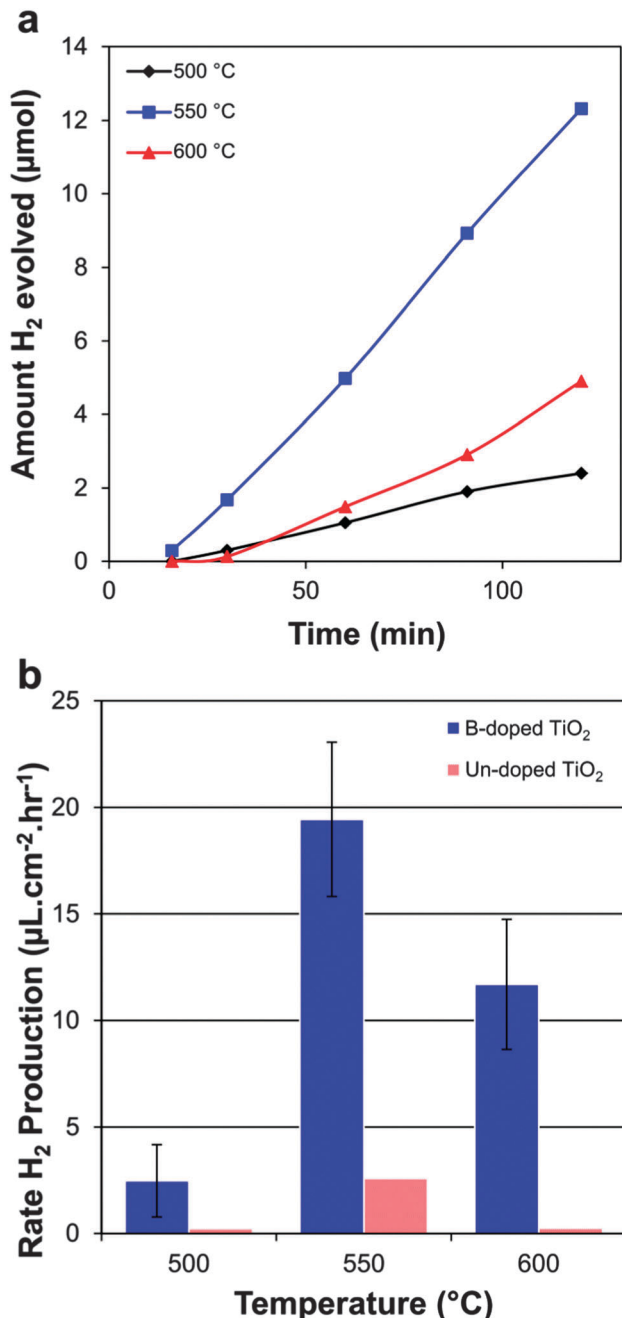 a
Amount H₂ evolved (µmol)
14
12
10
8
6
4
2
0
500 °C
550 °C
600 °C
0 50 100
Time (min)
b
Rate H₂ Production (µL.cm⁻².hr⁻¹)
25
20
15
10
5
0
B-doped TiO₂
Un-doped TiO₂
500 550 600
Temperature (°C)